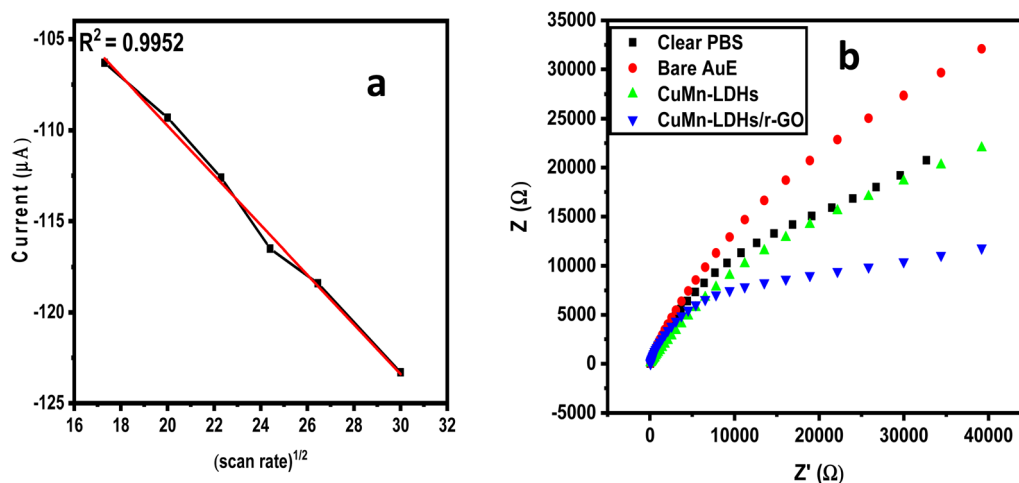 R² = 0.9952
a
-105
-110
-115
-120
-125
16 18 20 22 24 26 28 30 32
Current (μA)
(scan rate)^1/2
b
Clear PBS
Bare AuE
CuMn-LDHs
CuMn-LDHs/r-GO
35000
30000
25000
20000
15000
10000
5000
0
-5000
0 10000 20000 30000 40000
Z (Ω)
Z' (Ω)